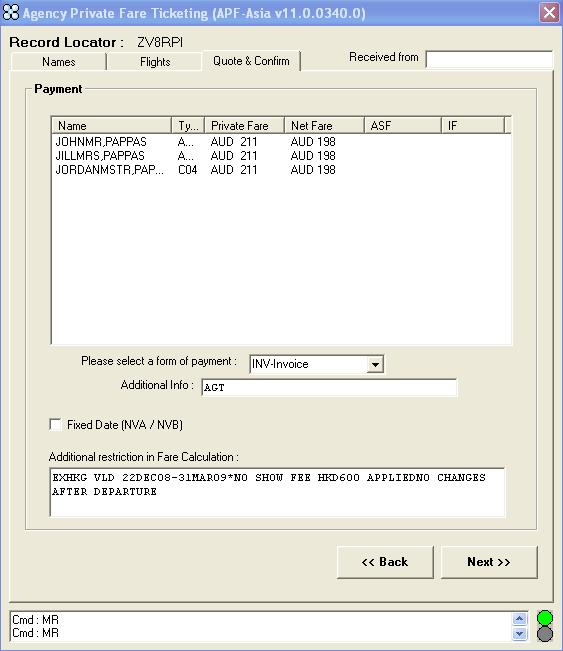 Agency Private Fare Ticketing (APF-Asia v11.0.0340.0)
Record Locator : ZV8RPI
Names Flights Quote & Confirm Received from
Payment
Name Ty... Private Fare Net Fare ASF IF
JOHNMR,PAPPAS A... AUD 211 AUD 198
JILLMRS,PAPPAS A... AUD 211 AUD 198
JORDANMSTR,PAP... C04 AUD 211 AUD 198
Please select a form of payment : INV-Invoice
Additional Info : AGT
Fixed Date (NVA / NVB)
Additional restriction in Fare Calculation :
EXHKG VLD 22DEC08-31MAR09*NO SHOW FEE HKD600 APPLIEDNO CHANGES
AFTER DEPARTURE
<< Back Next >>
Cmd : MR
Cmd : MR